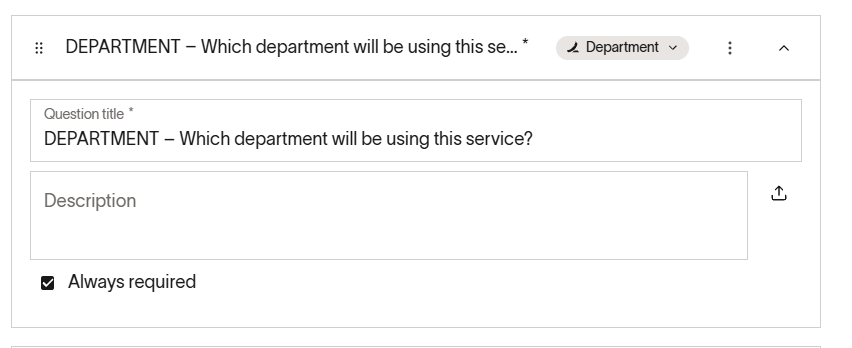 DEPARTMENT – Which department will be using this se... *
Department
Question title *
DEPARTMENT – Which department will be using this service?
Description
Always required